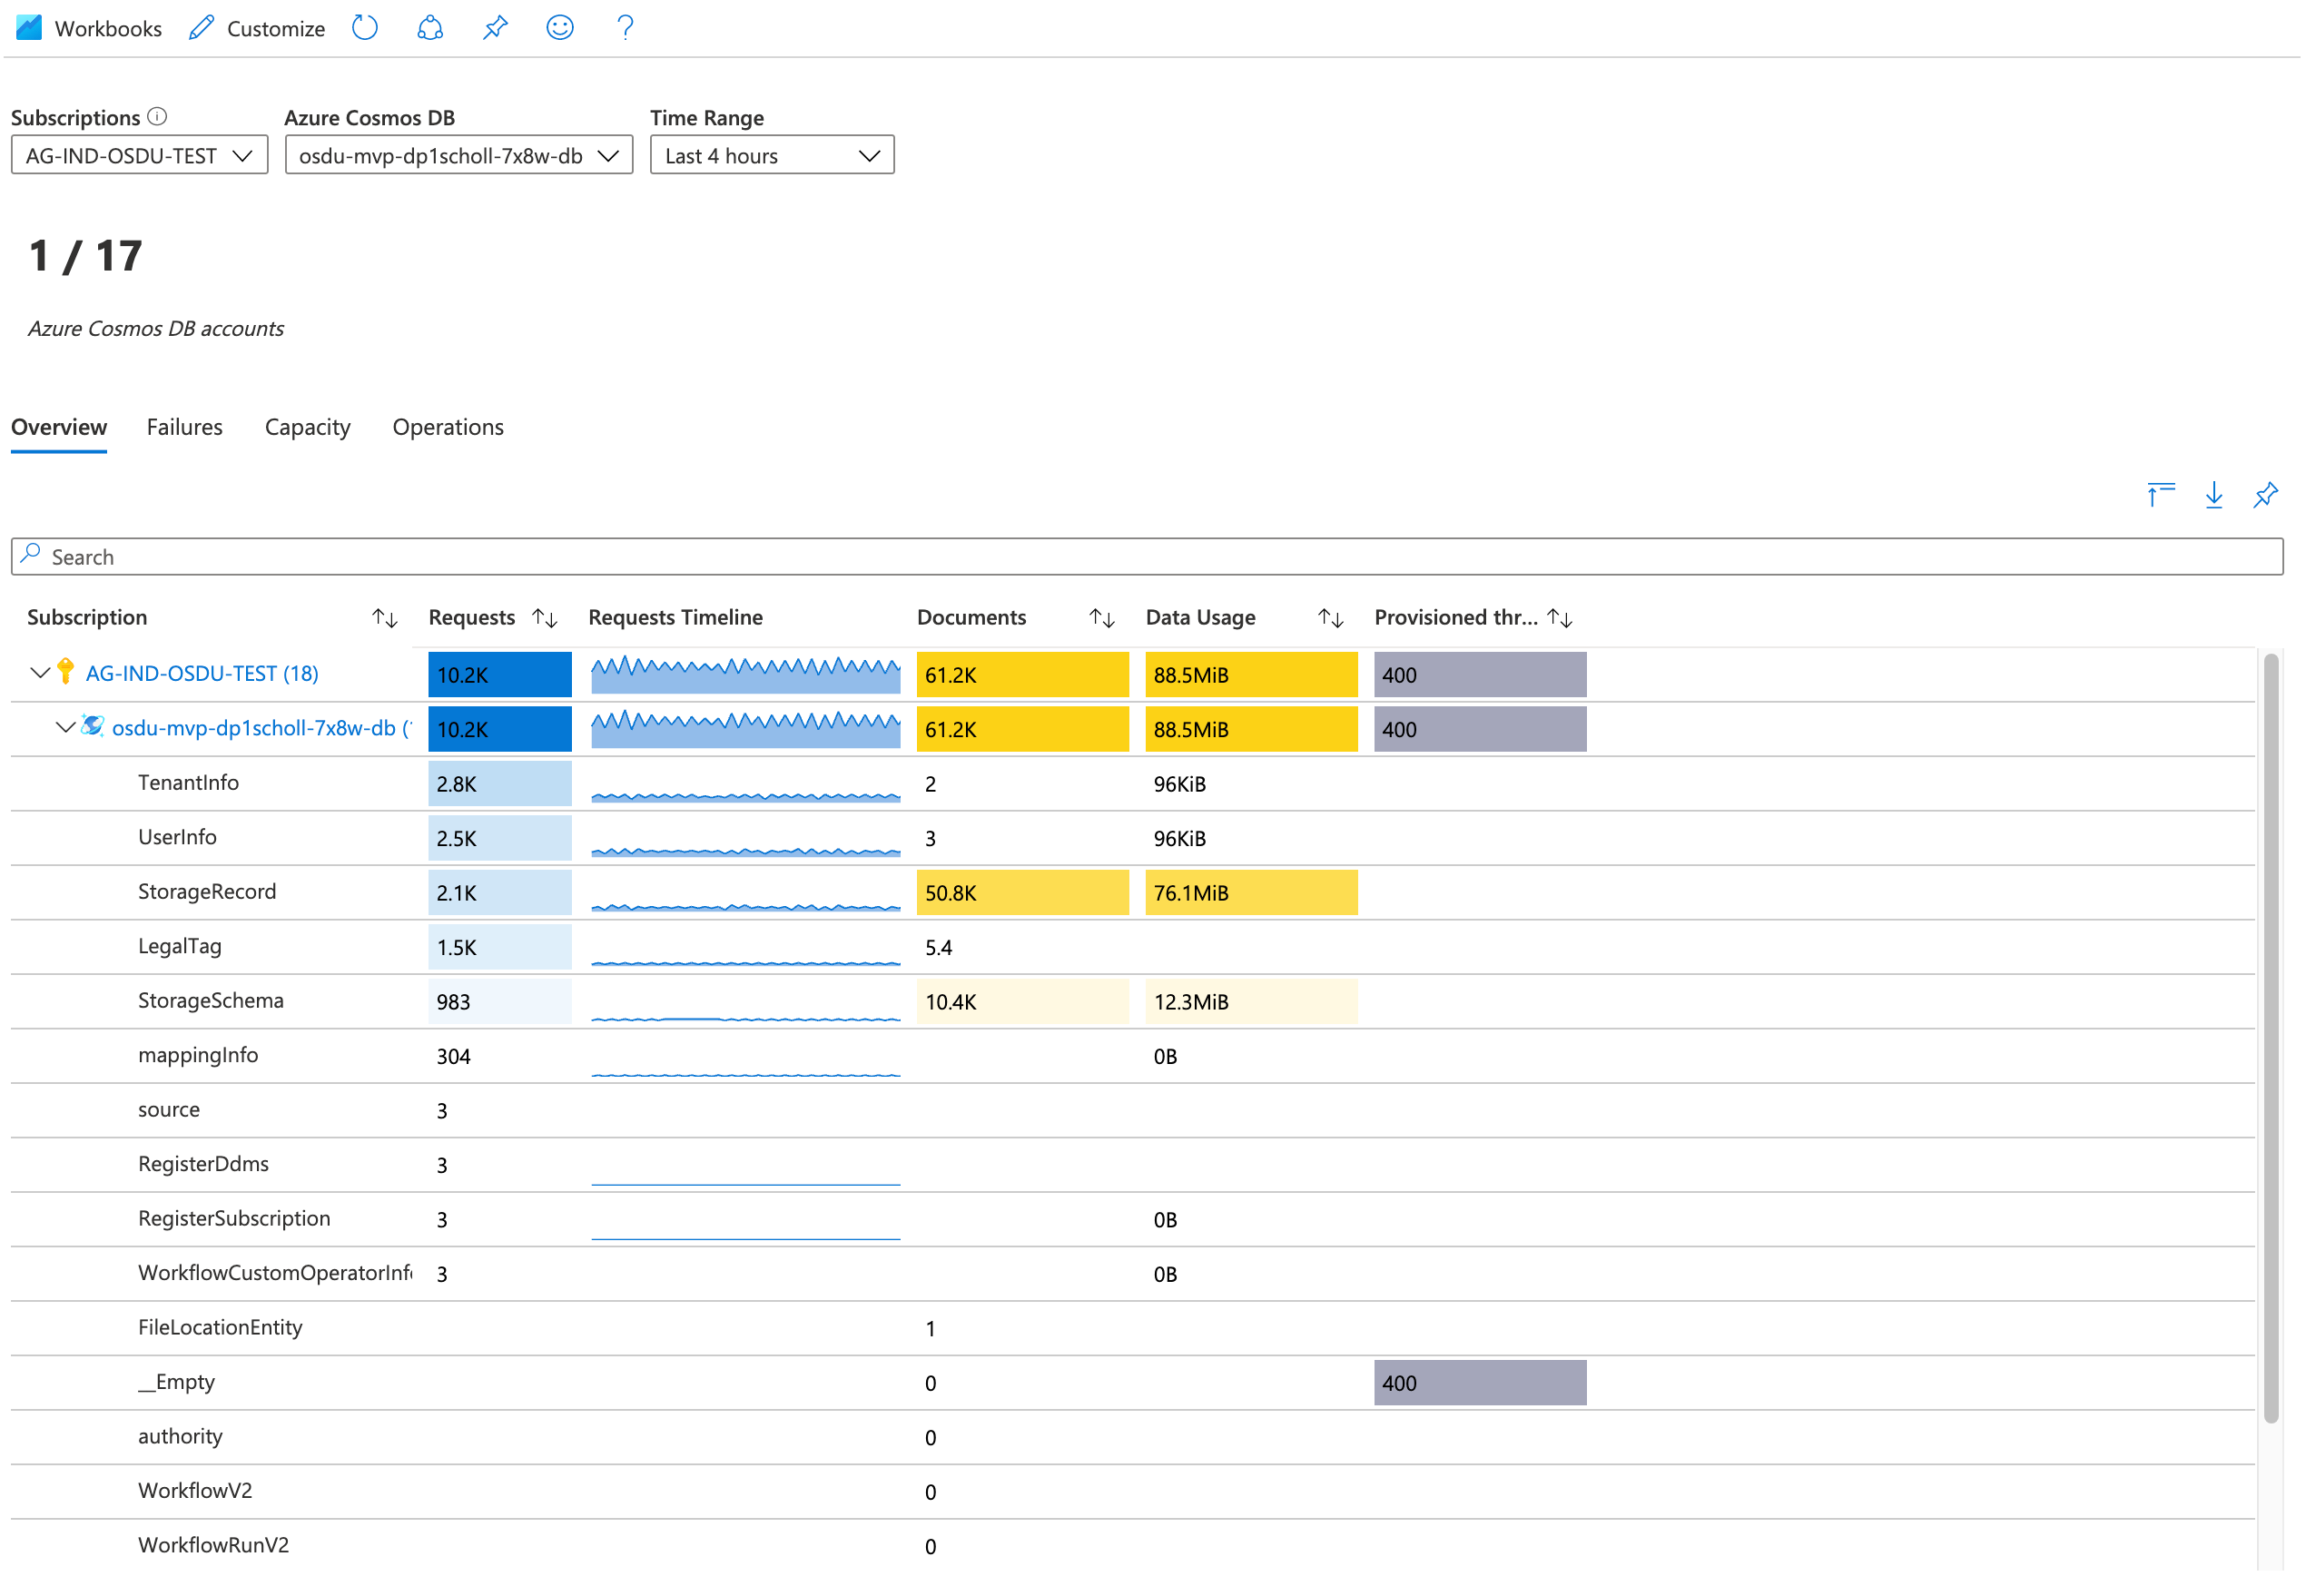 Workbooks Customize
Subscriptions Azure Cosmos DB Time Range
AG-IND-OSDU-TEST osdu-mvp-dp1scholl-7x8w-db Last 4 hours
1 / 17
Azure Cosmos DB accounts
Overview Failures Capacity Operations
Search
Subscription Requests Requests Timeline Documents Data Usage Provisioned thr...
AG-IND-OSDU-TEST (18) 10.2K 61.2K 88.5MiB 400
osdu-mvp-dp1scholl-7x8w-db ( 10.2K 61.2K 88.5MiB 400
TenantInfo 2.8K 2 96KiB
UserInfo 2.5K 3 96KiB
StorageRecord 2.1K 50.8K 76.1MiB
LegalTag 1.5K 5.4
StorageSchema 983 10.4K 12.3MiB
mappingInfo 304 0B
source 3
RegisterDdms 3
RegisterSubscription 3 0B
WorkflowCustomOperatorInf 3 0B
FileLocationEntity 1
__Empty 0 400
authority 0
WorkflowV2 0
WorkflowRunV2 0